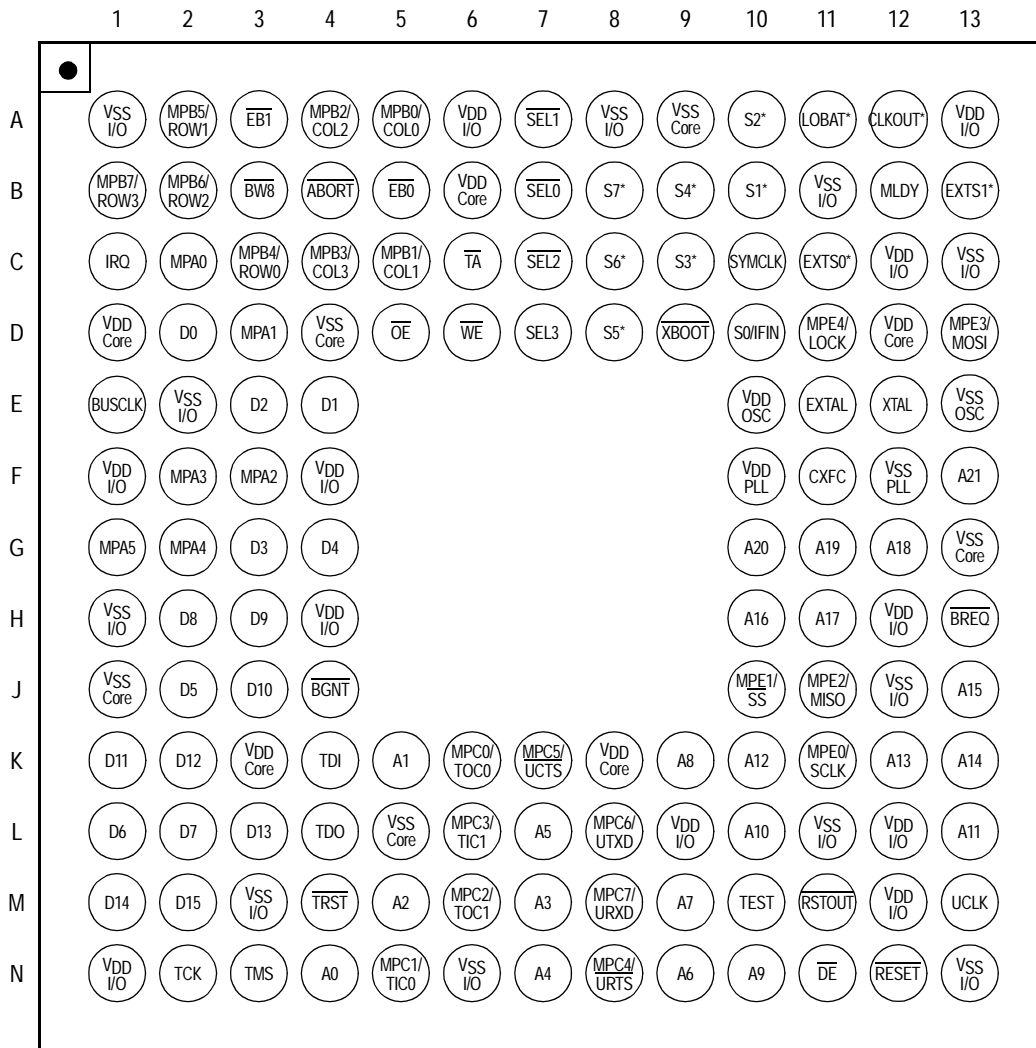 1 2 3 4 5 6 7 8 9 10 11 12 13
A VSS I/O MPB5/ROW1 EB1 MPB2/COL2 MPB0/COL0 VDD I/O SEL1 VSS I/O VSS Core S2* LOBAT* CLKOUT* VDD I/O
B MPB7/ROW3 MPB6/ROW2 BW8 ABORT EB0 VDD Core SEL0 S7* S4* S1* VSS I/O MLDY EXTS1*
C IRQ MPA0 MPB4/ROW0 MPB3/COL3 MPB1/COL1 TA SEL2 S6* S3* SYMCLK EXTS0* VDD I/O VSS I/O
D VDD Core D0 MPA1 VSS Core OE WE SEL3 S5* XBOOT S0/IFIN MPE4/LOCK VDD Core MPE3/MOSI
E BUSCLK VSS I/O D2 D1 VDD OSC EXTAL XTAL VSS OSC
F VDD I/O MPA3 MPA2 VDD I/O VDD PLL CXFC VSS PLL A21
G MPA5 MPA4 D3 D4 A20 A19 A18 VSS Core
H VSS I/O D8 D9 VDD I/O A16 A17 VDD I/O BREQ
J VSS Core D5 D10 BGNT MPE1/SS MPE2/MISO VSS I/O A15
K D11 D12 VDD Core TDI A1 MPC0/TOC0 MPC5/UCTS VDD Core A8 A12 MPE0/SCLK A13 A14
L D6 D7 D13 TDO VSS Core MPC3/TIC1 A5 MPC6/UTXD VDD I/O A10 VSS I/O VDD I/O A11
M D14 D15 VSS I/O TRST A2 MPC2/TOC1 A3 MPC7/URXD A7 TEST RSTOUT VDD I/O UCLK
N VDD I/O TCK TMS A0 MPC1/TIC0 VSS I/O A4 MPC4/URTS A6 A9 DE RESET VSS I/O